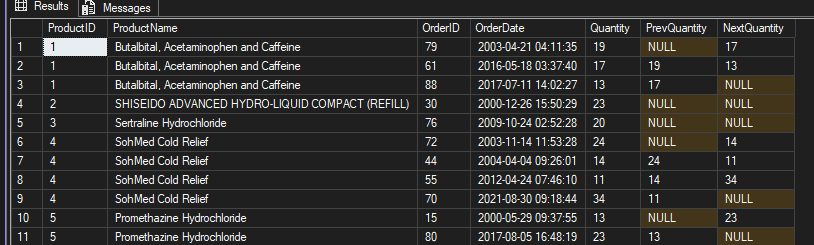 Results Messages
ProductID ProductName OrderID OrderDate Quantity PrevQuantity NextQuantity
1 1 Butalbital, Acetaminophen and Caffeine 79 2003-04-21 04:11:35 19 NULL 17
2 1 Butalbital, Acetaminophen and Caffeine 61 2016-05-18 03:37:40 17 19 13
3 1 Butalbital, Acetaminophen and Caffeine 88 2017-07-11 14:02:27 13 17 NULL
4 2 SHISEIDO ADVANCED HYDRO-LIQUID COMPACT (REFILL) 30 2000-12-26 15:50:29 23 NULL NULL
5 3 Sertraline Hydrochloride 76 2009-10-24 02:52:28 20 NULL NULL
6 4 SohMed Cold Relief 72 2003-11-14 11:53:28 24 NULL 14
7 4 SohMed Cold Relief 44 2004-04-04 09:26:01 14 24 11
8 4 SohMed Cold Relief 55 2012-04-24 07:46:10 11 14 34
9 4 SohMed Cold Relief 70 2021-08-30 09:18:44 34 11 NULL
10 5 Promethazine Hydrochloride 15 2000-05-29 09:37:55 13 NULL 23
11 5 Promethazine Hydrochloride 80 2017-08-05 16:48:19 23 13 NULL